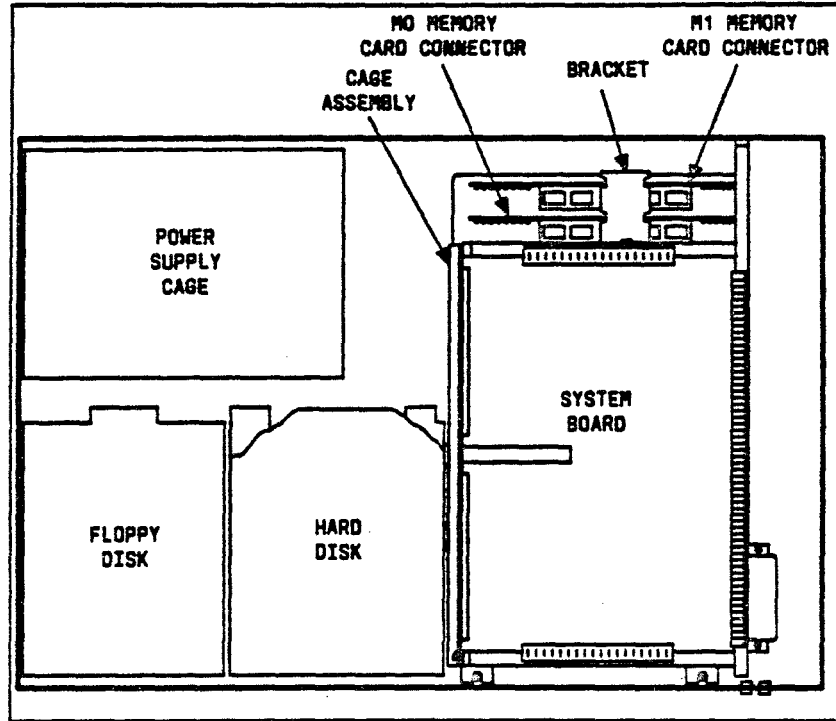 M0 MEMORY
CARD CONNECTOR
M1 MEMORY
CARD CONNECTOR
BRACKET
CAGE
ASSEMBLY
POWER
SUPPLY
CAGE
SYSTEM
BOARD
FLOPPY
DISK
HARD
DISK